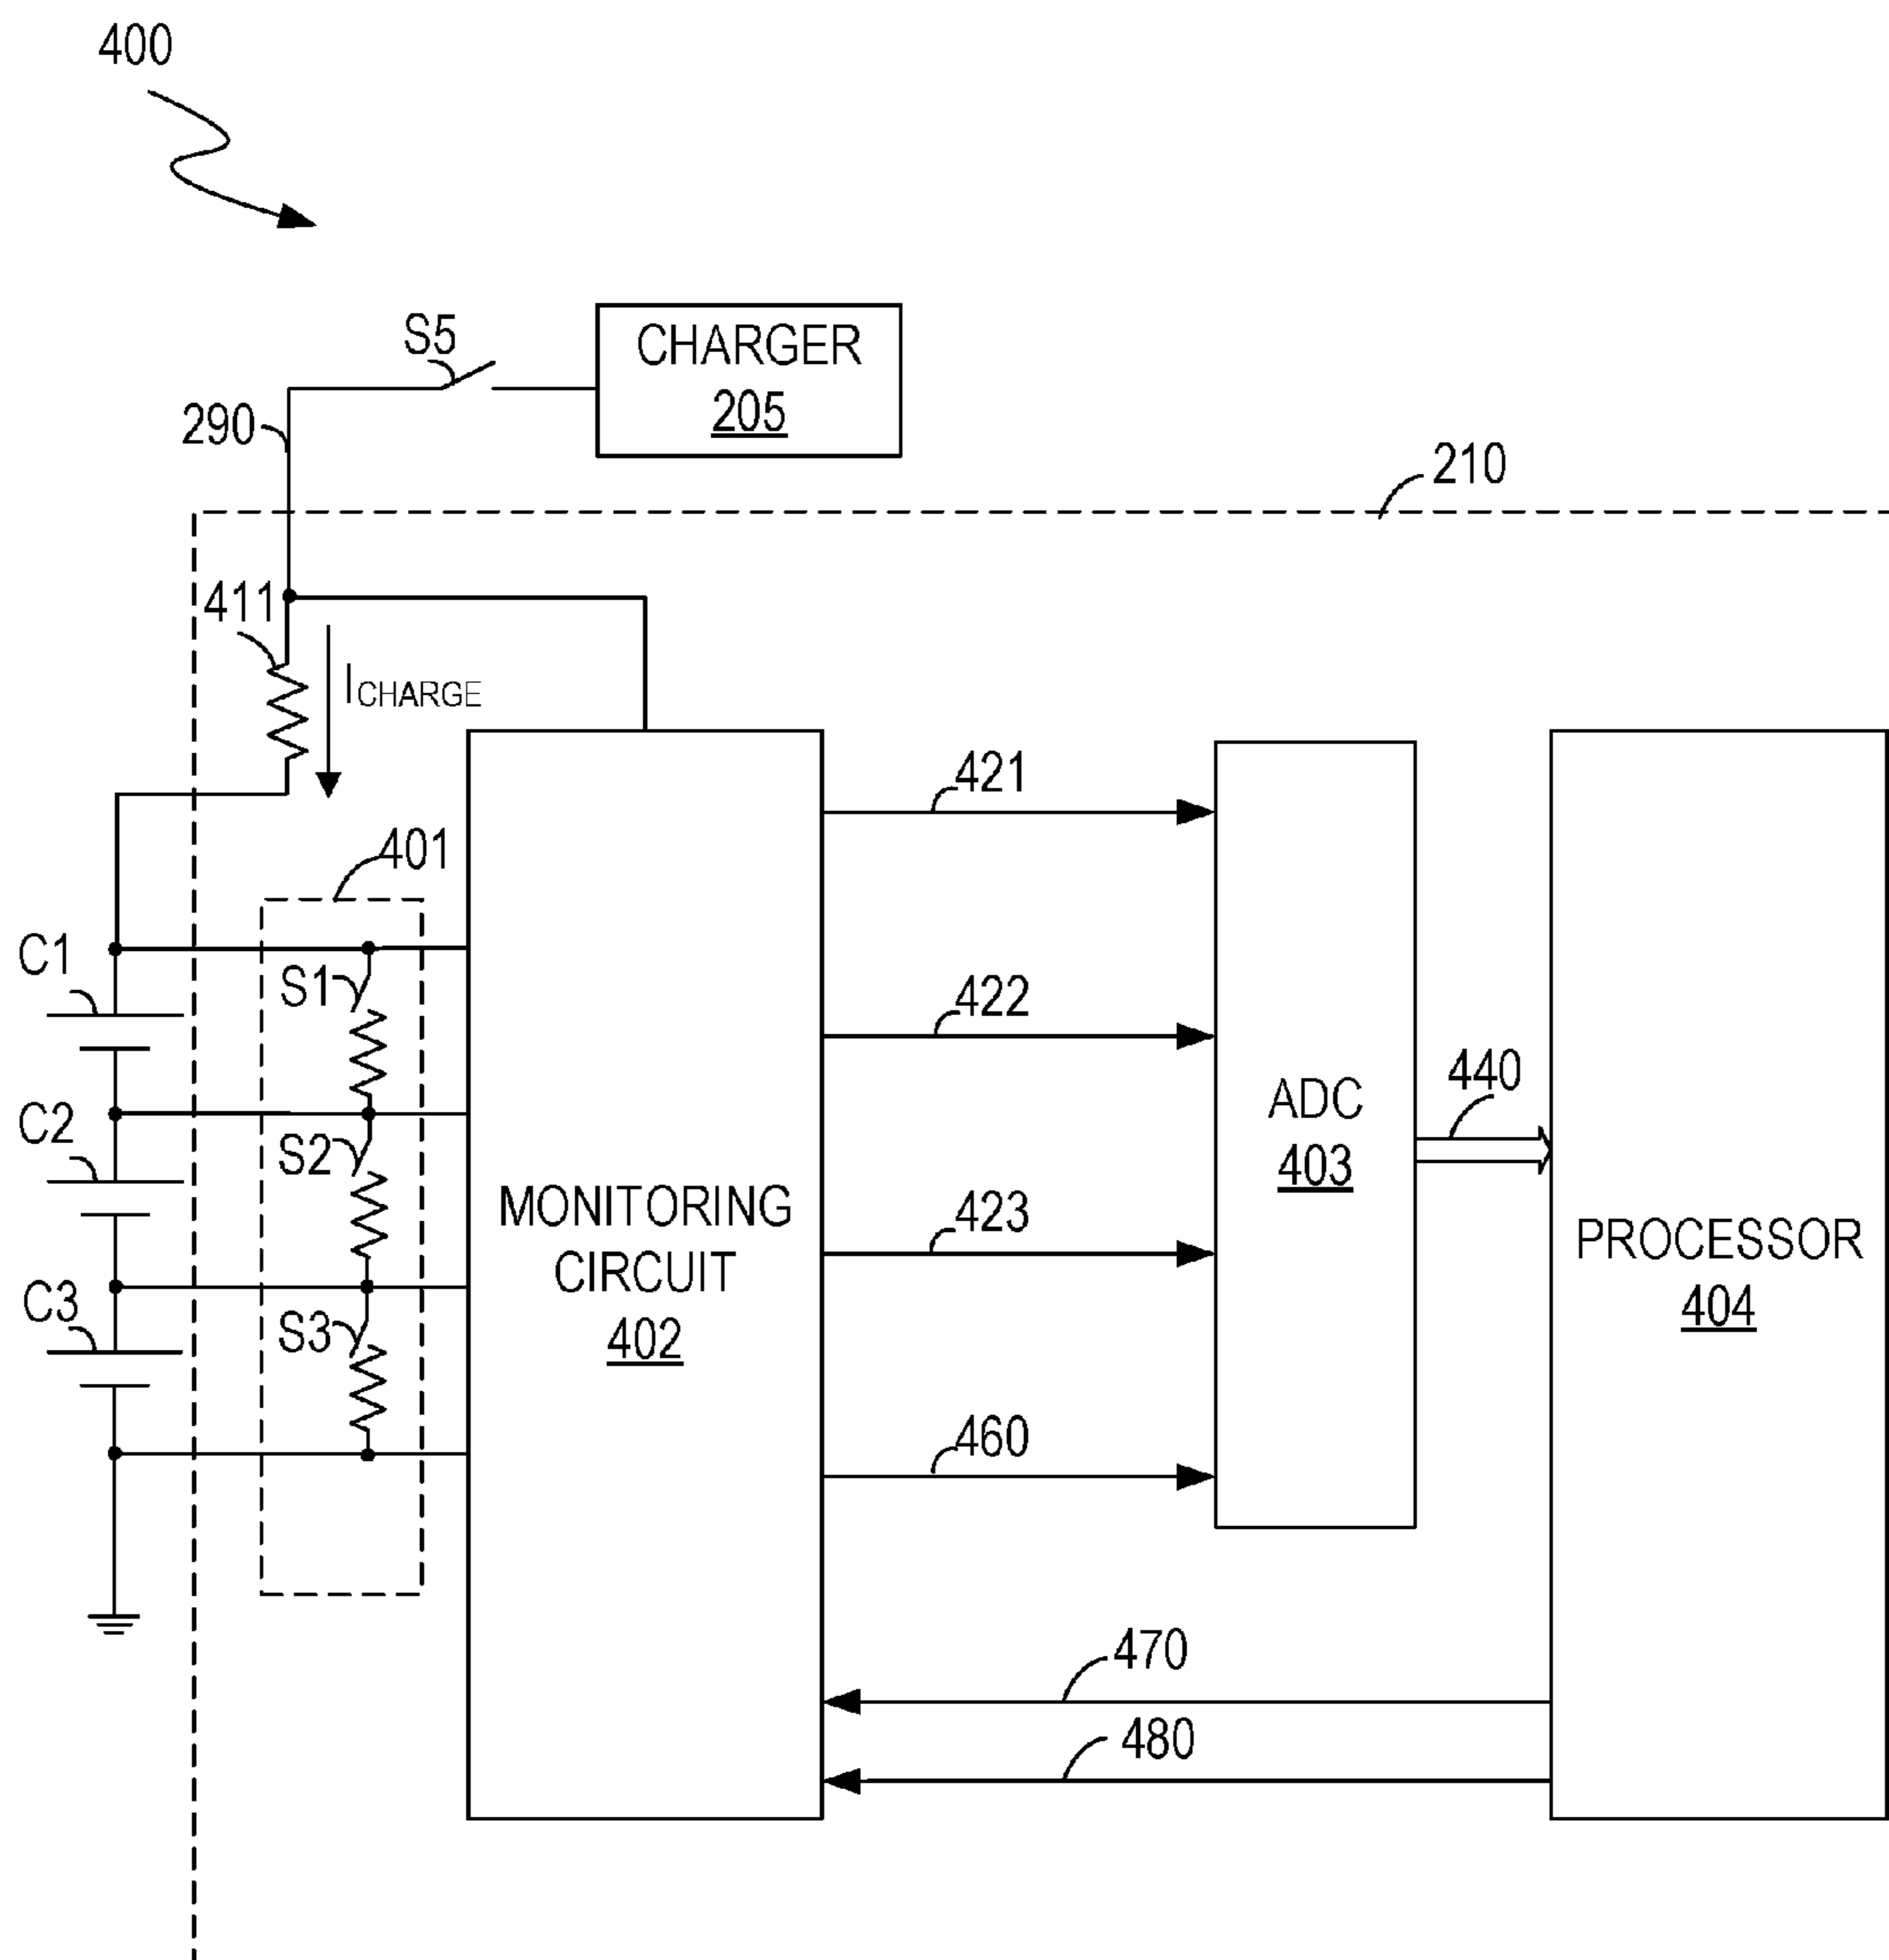 400
S5
CHARGER
205
290
210
411
ICHARGE
421
401
C1
S1
422
C2
S2
ADC
403
440
MONITORING
CIRCUIT
402
423
PROCESSOR
404
C3
S3
460
470
480